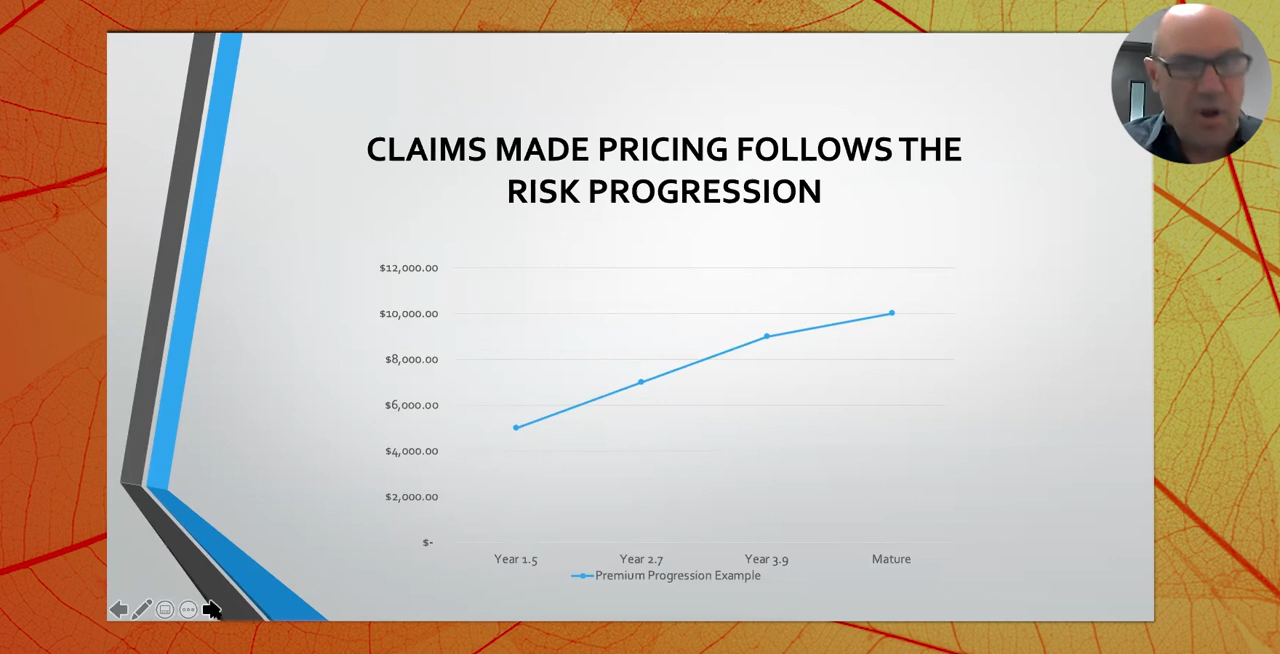 CLAIMS MADE PRICING FOLLOWS THE
RISK PROGRESSION
$12,000.00
$10,000.00
$8,000.00
$6,000.00
$4,000.00
$2,000.00
$-
Year 1.5
Year 2.7
Year 3.9
Mature
Premium Progression Example